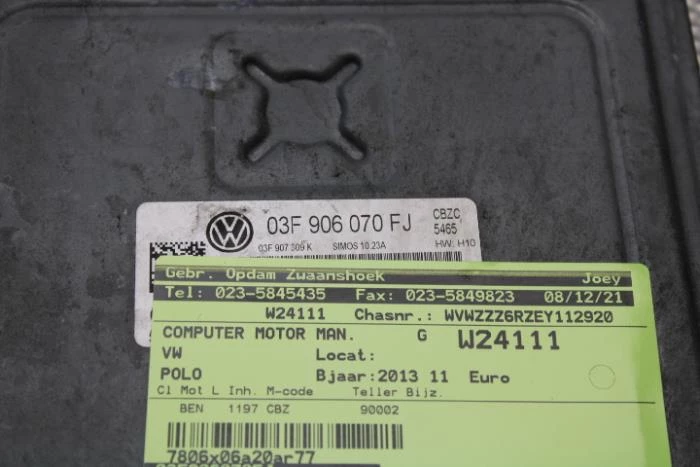 03F 906 070 FJ CBZC
5465
03F 907 309 K SIMOS 10.23A HW: H10
Gebr. Opdam Zwaanshoek Joey
Tel: 023-5845435 Fax: 023-5849823 08/12/21
W24111 Chasnr.: WVWZZZ6RZEY112920
COMPUTER MOTOR MAN. G W24111
VW Locat:
POLO Bjaar:2013 11 Euro
Cl Mot L Inh. M-code Teller Bijz.
BEN 1197 CBZ 90002
7806x06a20ar77